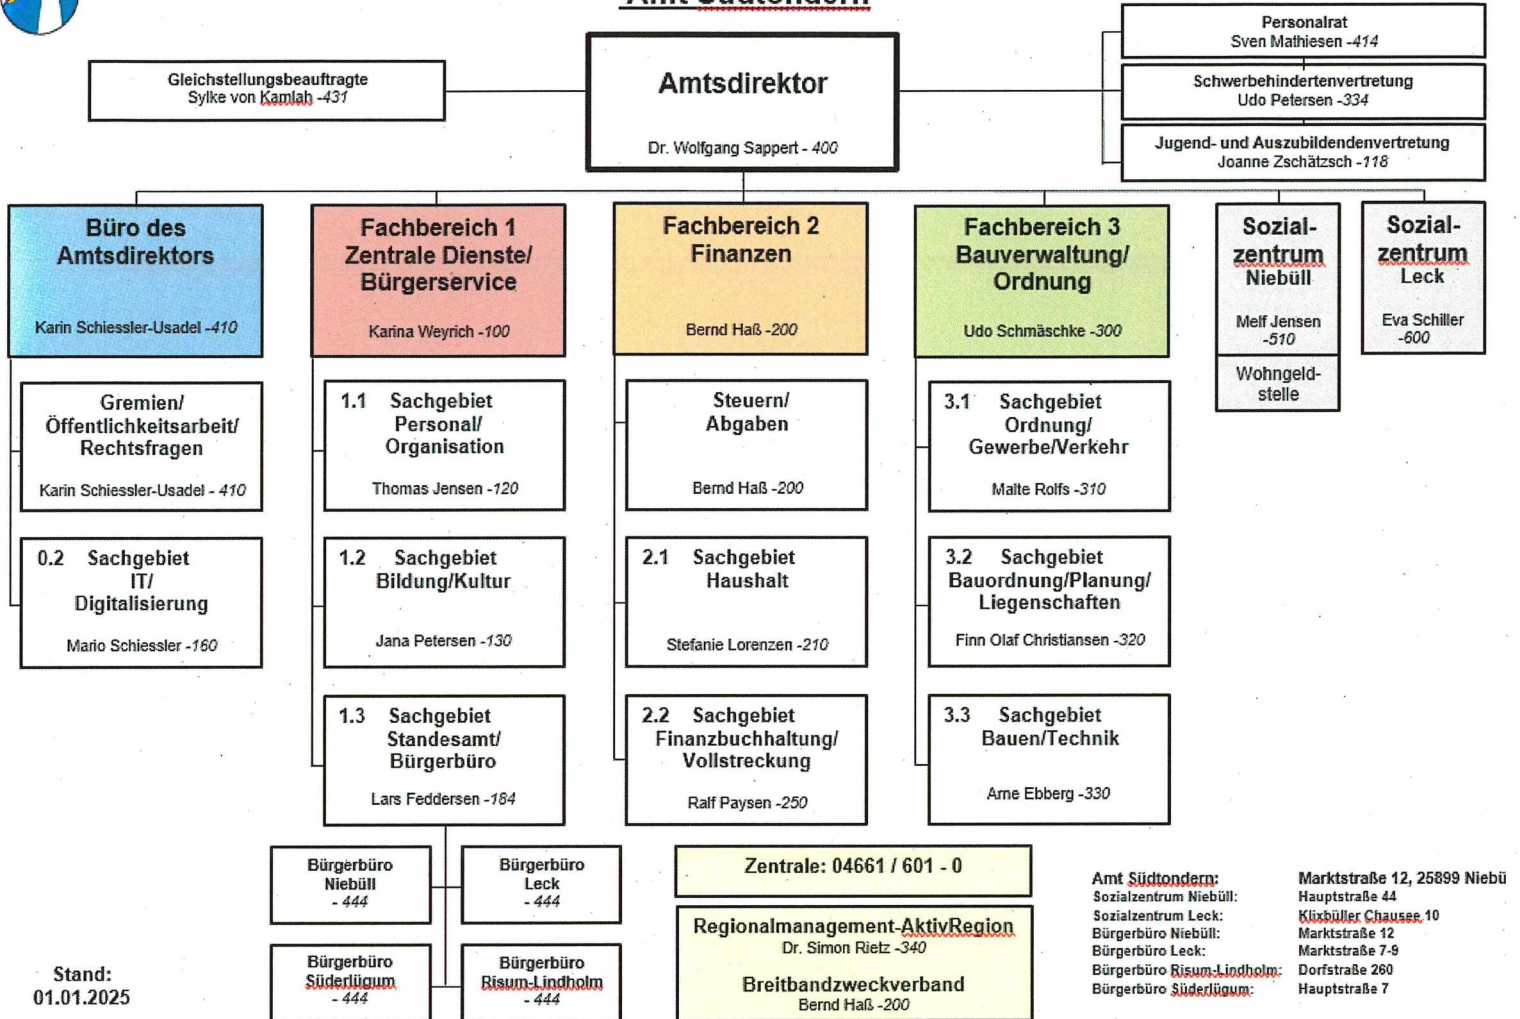 Amt Südtondern
Gleichstellungsbeauftragte
Sylke von Kamlah -431
Amtsdirektor
Dr. Wolfgang Sappert - 400
Personalrat
Sven Mathiesen -414
Schwerbehindertenvertretung
Udo Petersen -334
Jugend- und Auszubildendenvertretung
Joanne Zschätzsch -118
Büro des
Amtsdirektors
Karin Schiessler-Usadel -410
Fachbereich 1
Zentrale Dienste/
Bürgerservice
Karina Weyrich -100
Fachbereich 2
Finanzen
Bernd Haß -200
Fachbereich 3
Bauverwaltung/
Ordnung
Udo Schmäschke -300
Sozial-
zentrum
Niebüll
Melf Jensen
-510
Wohngeld-
stelle
Sozial-
zentrum
Leck
Eva Schiller
-600
Gremien/
Öffentlichkeitsarbeit/
Rechtsfragen
Karin Schiessler-Usadel - 410
1.1 Sachgebiet
Personal/
Organisation
Thomas Jensen -120
Steuern/
Abgaben
Bernd Haß -200
3.1 Sachgebiet
Ordnung/
Gewerbe/Verkehr
Malte Rolfs -310
0.2 Sachgebiet
IT/
Digitalisierung
Mario Schiessler -160
1.2 Sachgebiet
Bildung/Kultur
Jana Petersen -130
2.1 Sachgebiet
Haushalt
Stefanie Lorenzen -210
3.2 Sachgebiet
Bauordnung/Planung/
Liegenschaften
Finn Olaf Christiansen -320
1.3 Sachgebiet
Standesamt/
Bürgerbüro
Lars Feddersen -184
2.2 Sachgebiet
Finanzbuchhaltung/
Vollstreckung
Ralf Paysen -250
3.3 Sachgebiet
Bauen/Technik
Arne Ebberg -330
Bürgerbüro
Niebüll
- 444
Bürgerbüro
Leck
- 444
Bürgerbüro
Süderlügum
- 444
Bürgerbüro
Risum-Lindholm
- 444
Zentrale: 04661 / 601 - 0
Regionalmanagement-AktivRegion
Dr. Simon Rietz -340
Breitbandzweckverband
Bernd Haß -200
Amt Südtondern: Marktstraße 12, 25899 Niebü
Sozialzentrum Niebüll: Hauptstraße 44
Sozialzentrum Leck: Klixbüller Chausee 10
Bürgerbüro Niebüll: Marktstraße 12
Bürgerbüro Leck: Marktstraße 7-9
Bürgerbüro Risum-Lindholm: Dorfstraße 260
Bürgerbüro Süderlügum: Hauptstraße 7
Stand:
01.01.2025